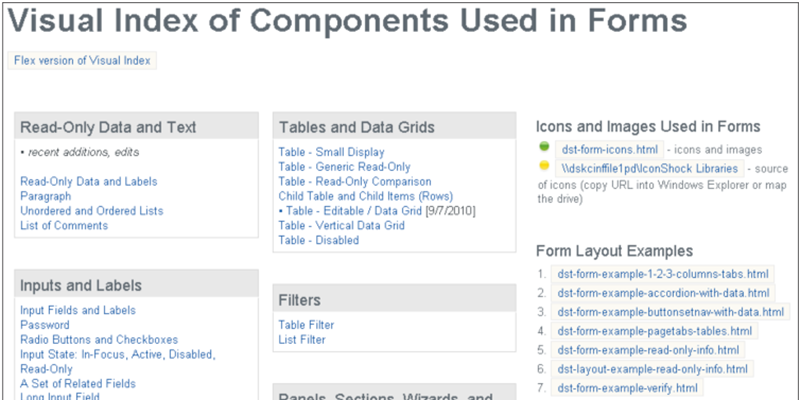 Visual Index of Components Used in Forms
Flex version of Visual Index
Read-Only Data and Text
• recent additions, edits
Read-Only Data and Labels
Paragraph
Unordered and Ordered Lists
List of Comments
Inputs and Labels
Input Fields and Labels
Password
Radio Buttons and Checkboxes
Input State: In-Focus, Active, Disabled,
Read-Only
A Set of Related Fields
Long Input Field
Tables and Data Grids
Table - Small Display
Table - Generic Read-Only
Table - Read-Only Comparison
Child Table and Child Items (Rows)
• Table - Editable / Data Grid [9/7/2010]
Table - Vertical Data Grid
Table - Disabled
Filters
Table Filter
List Filter
Panels, Sections, Wizards, and
Icons and Images Used in Forms
dst-form-icons.html - icons and images
\\dskcinffile1pd\IconShock Libraries - source
of icons (copy URL into Windows Explorer or map
the drive)
Form Layout Examples
1. dst-form-example-1-2-3-columns-tabs.html
2. dst-form-example-accordion-with-data.html
3. dst-form-example-buttonsetnav-with-data.html
4. dst-form-example-pagetabs-tables.html
5. dst-form-example-read-only-info.html
6. dst-layout-example-read-only-info.html
7. dst-form-example-verify.html